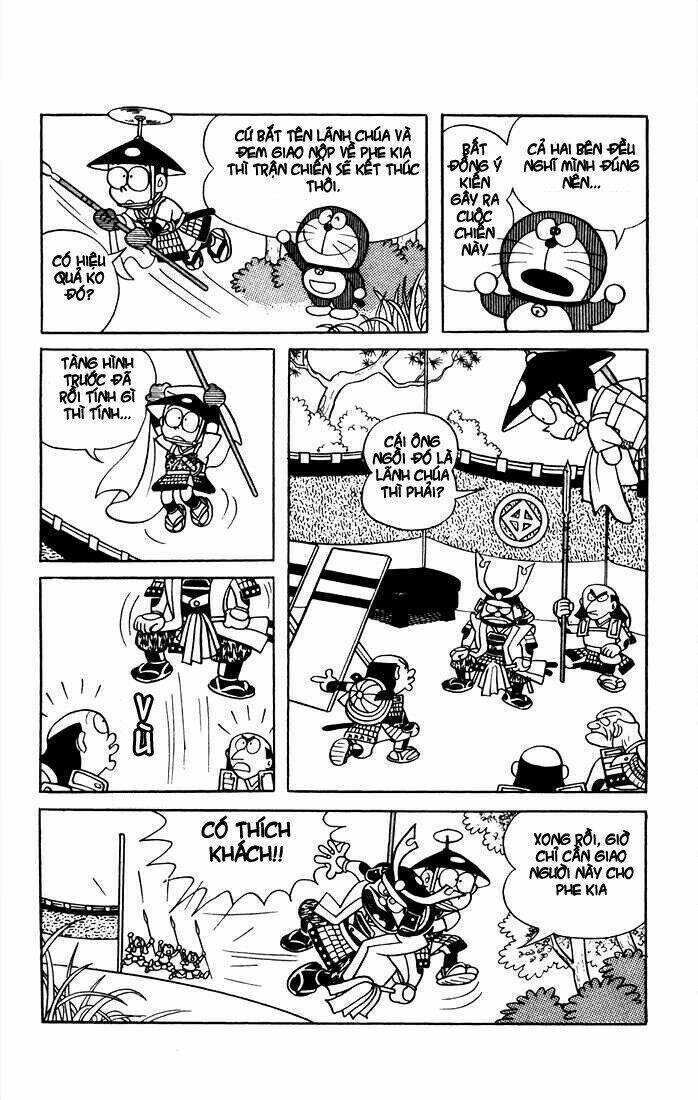 CẢ HAI BÊN ĐỀU
NGHĨ MÌNH ĐÚNG
NÊN...
BẤT
ĐỒNG Ý
KIẾN
GÂY RA
CUỘC
CHIẾN
NÀY
CỨ BẮT TÊN LÃNH CHÚA VÀ
ĐEM GIAO NỘP VỀ PHE KIA
THÌ TRẬN CHIẾN SẼ KẾT THÚC
THÔI.
CÓ HIỆU
QUẢ KO
ĐÓ?
CÁI ÔNG
NGỒI ĐÓ LÀ
LÃNH CHÚA
THÌ PHẢI?
TÀNG HÌNH
TRƯỚC ĐÃ
RỒI TÍNH GÌ
THÌ TÍNH...
VÙ
XONG RỒI, GIỜ
CHỈ CẦN GIAO
NGƯỜI NÀY CHO
PHE KIA
CÓ THÍCH
KHÁCH!!